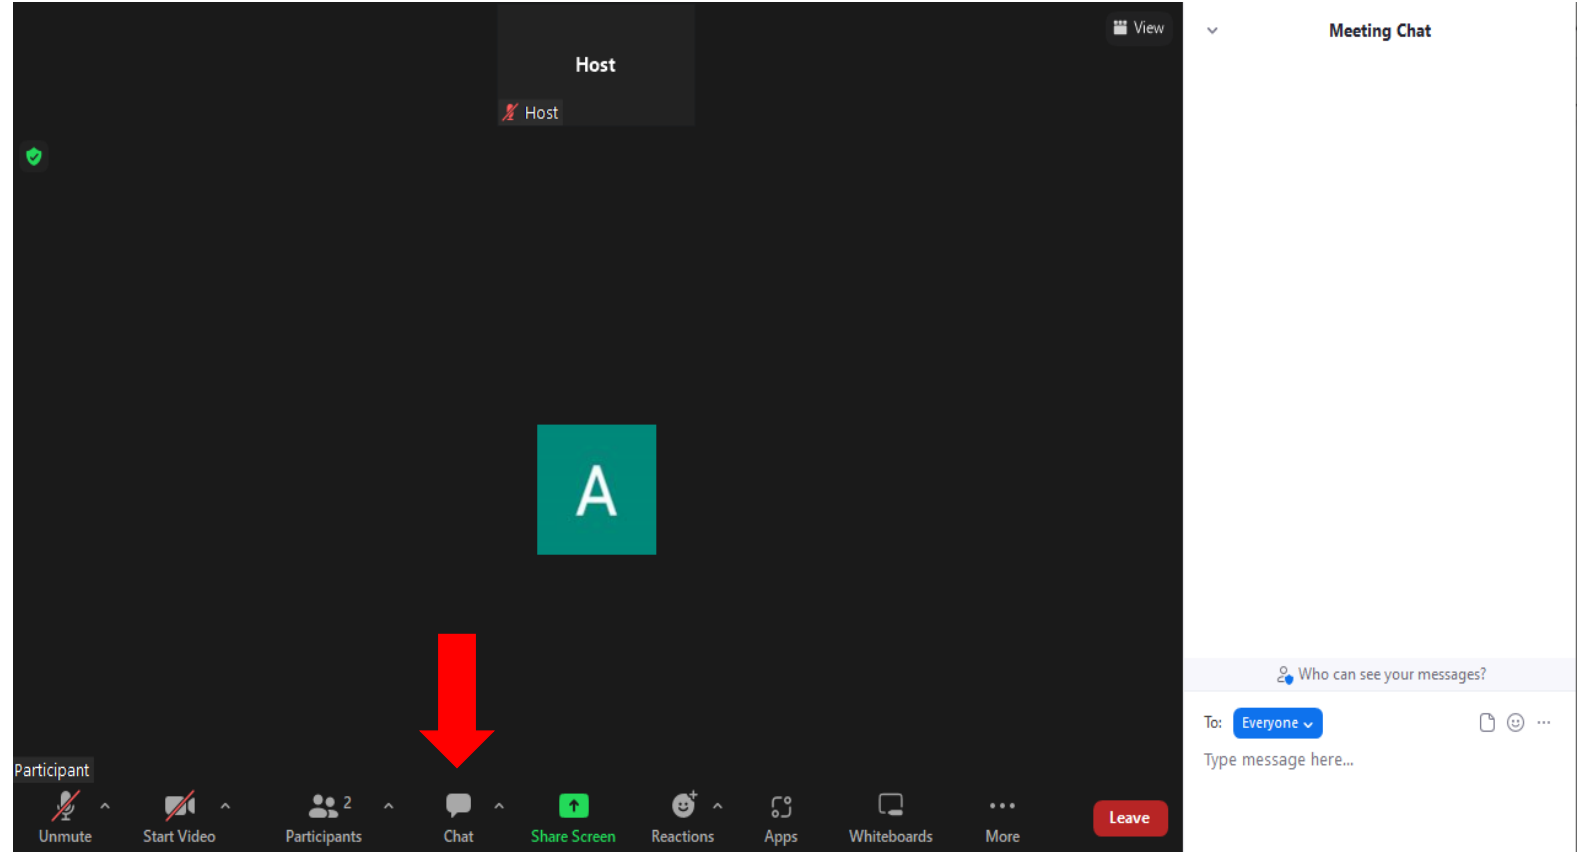 Host
Host
View
A
Participant
Unmute
Start Video
2
Participants
Chat
Share Screen
Reactions
Apps
Whiteboards
More
Leave
Meeting Chat
Who can see your messages?
To: Everyone
Type message here...